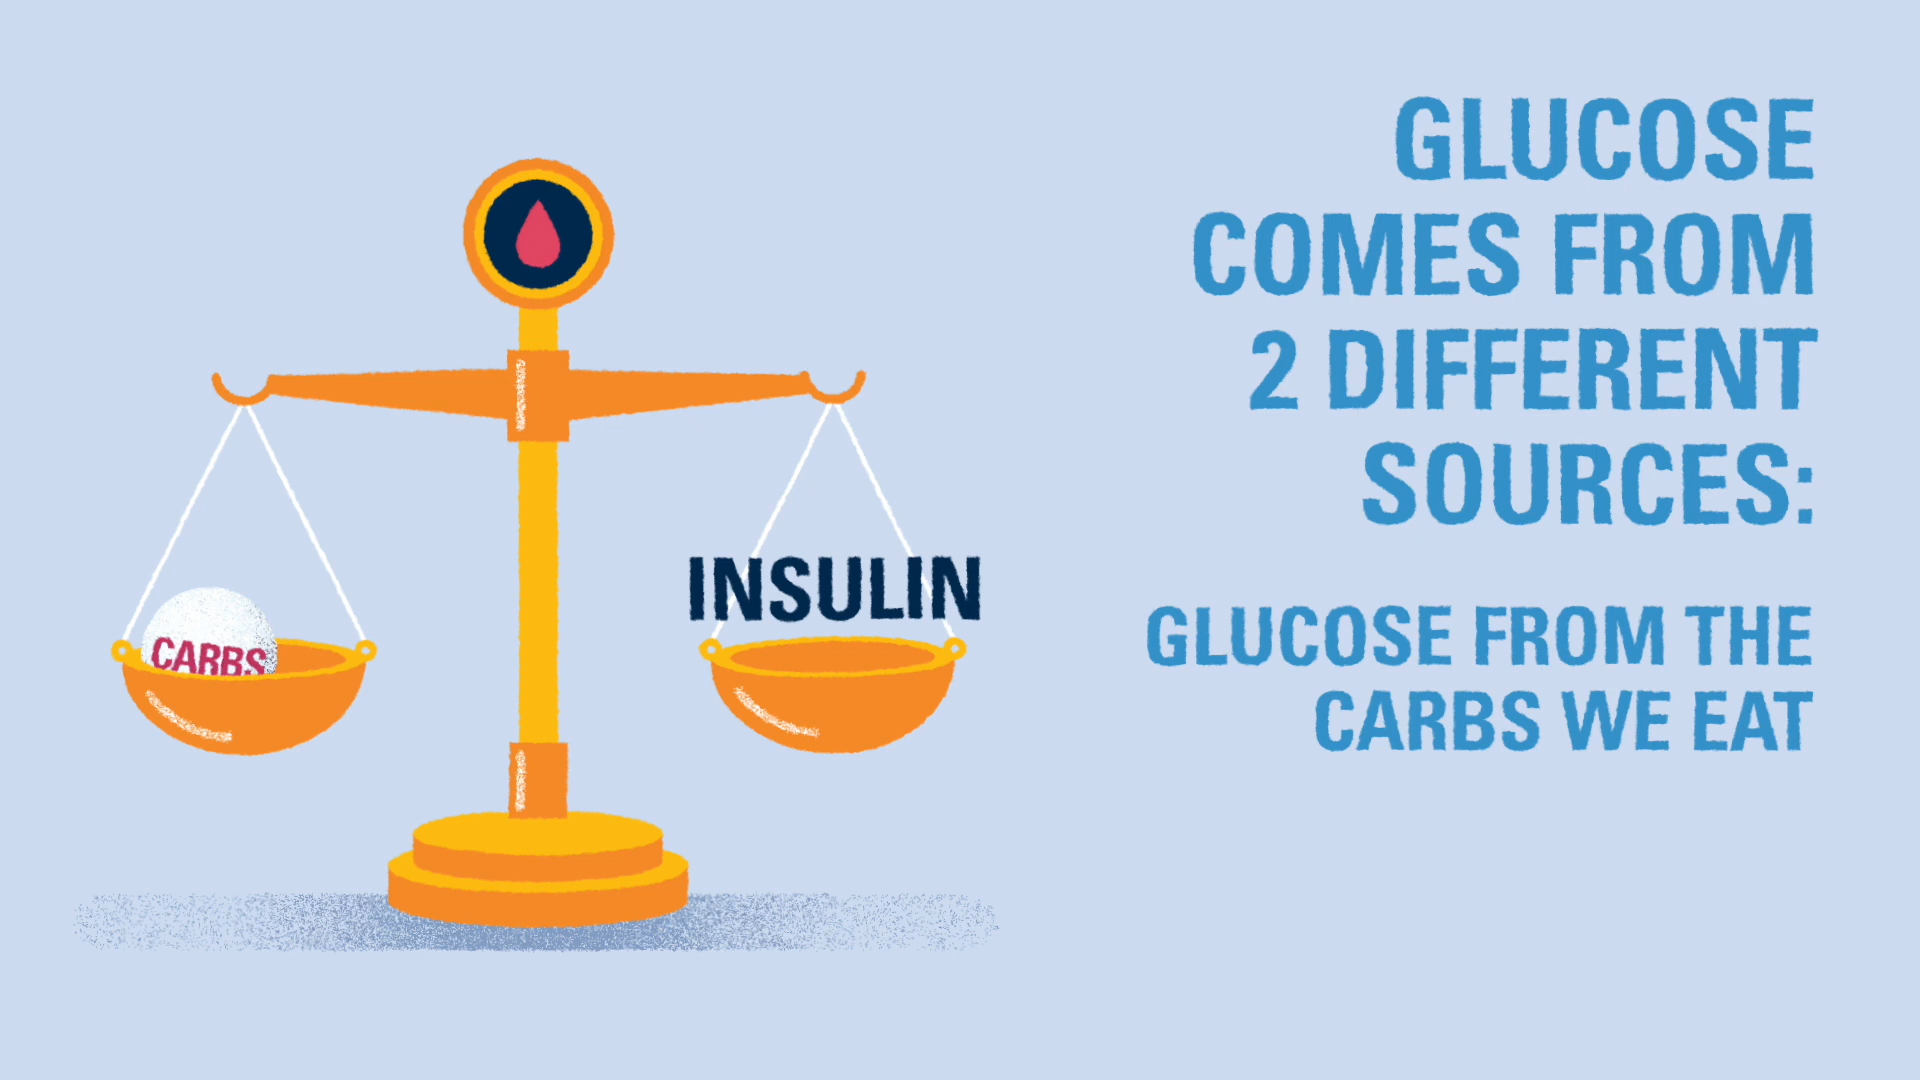 GLUCOSE
COMES FROM
2 DIFFERENT
SOURCES:
GLUCOSE FROM THE
CARBS WE EAT
INSULIN
CARBS